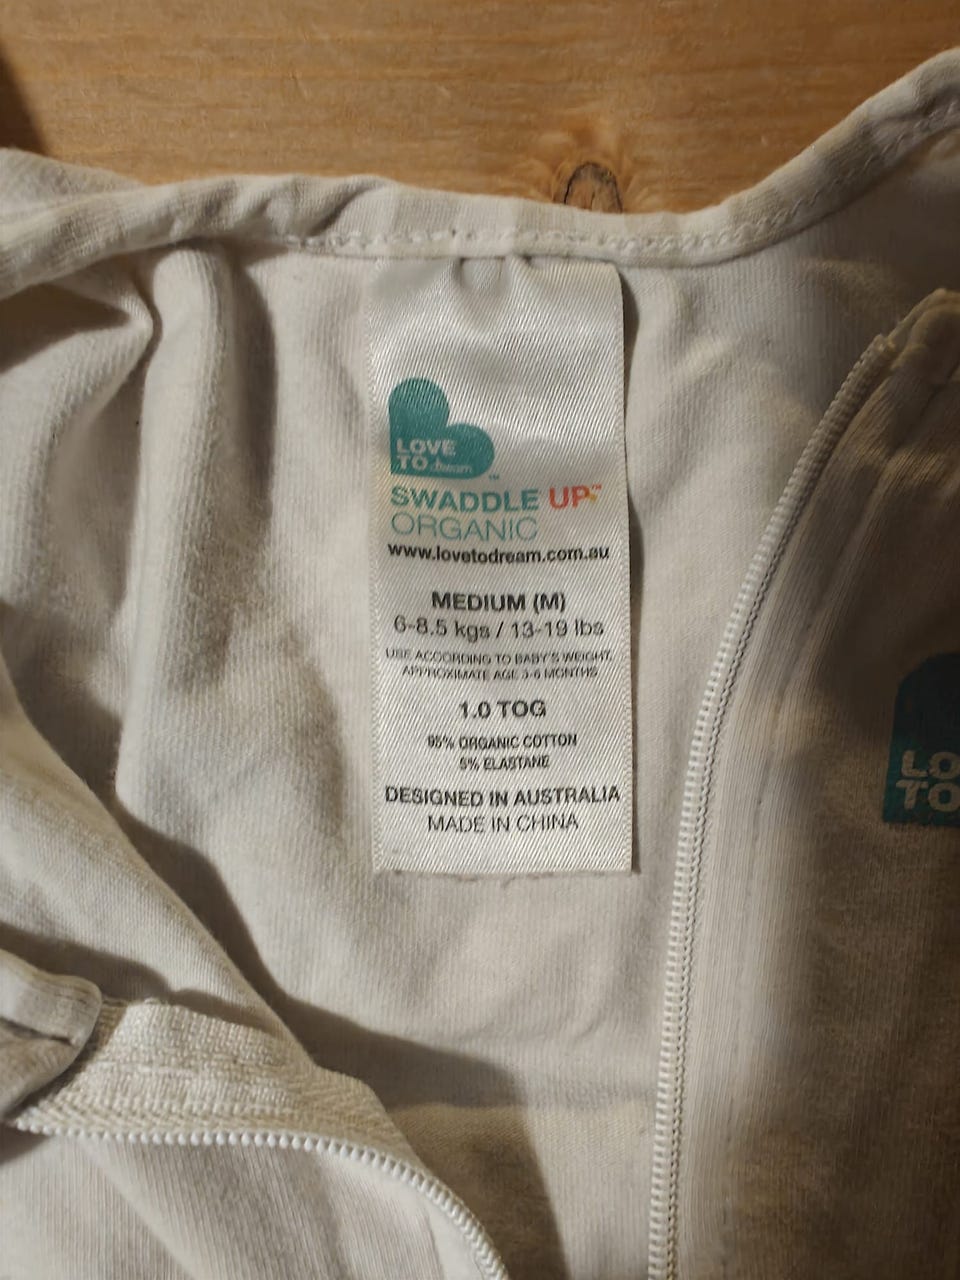 LOVE
TO dream™
SWADDLE UP™
ORGANIC
www.lovetodream.com.au
MEDIUM (M)
6-8.5 kgs / 13-19 lbs
USE ACCORDING TO BABY'S WEIGHT.
APPROXIMATE AGE 3-6 MONTHS
1.0 TOG
95% ORGANIC COTTON
5% ELASTANE
DESIGNED IN AUSTRALIA
MADE IN CHINA
LO
TO